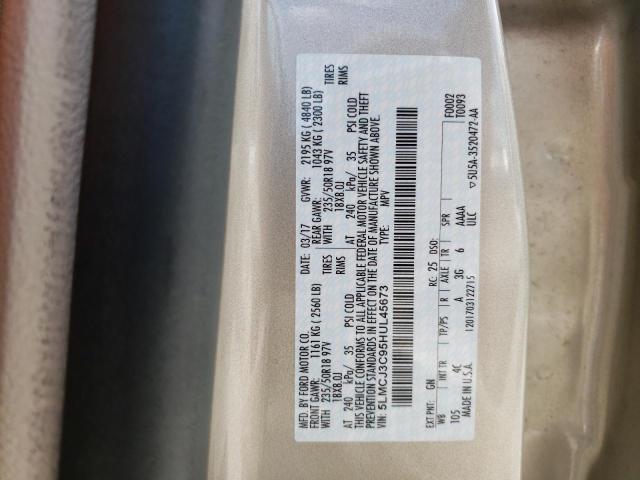 MFD. BY FORD MOTOR CO.
DATE: 03/17 GVWR: 2195 KG ( 4840 LB)
FRONT GAWR: 1161 KG ( 2560 LB) REAR GAWR: 1043 KG ( 2300 LB)
WITH 235/50R18 97V TIRES WITH 235/50R18 97V TIRES
18X8.0J RIMS 18X8.0J RIMS
AT 240 kPa/ 35 PSI COLD AT 240 kPa/ 35 PSI COLD
THIS VEHICLE CONFORMS TO ALL APPLICABLE FEDERAL MOTOR VEHICLE SAFETY AND THEFT
PREVENTION STANDARDS IN EFFECT ON THE DATE OF MANUFACTURE SHOWN ABOVE.
VIN: 5LMCJ3C95HUL45673 TYPE: MPV
EXT PNT: GN RC: 25 DSO: F0002
T0093
WB INT TR TP/PS R AXLE TR SPR
105 4C A 3G 6 AAAA
MADE IN U.S.A. 1201703122715 ULC
▽ 5U5A-3520472-AA